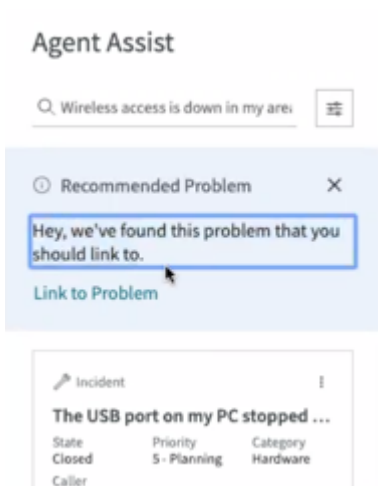 Agent Assist
Wireless access is down in my area
Recommended Problem
Hey, we've found this problem that you
should link to.
Link to Problem
Incident
The USB port on my PC stopped ...
State Priority Category
Closed 5 - Planning Hardware
Caller